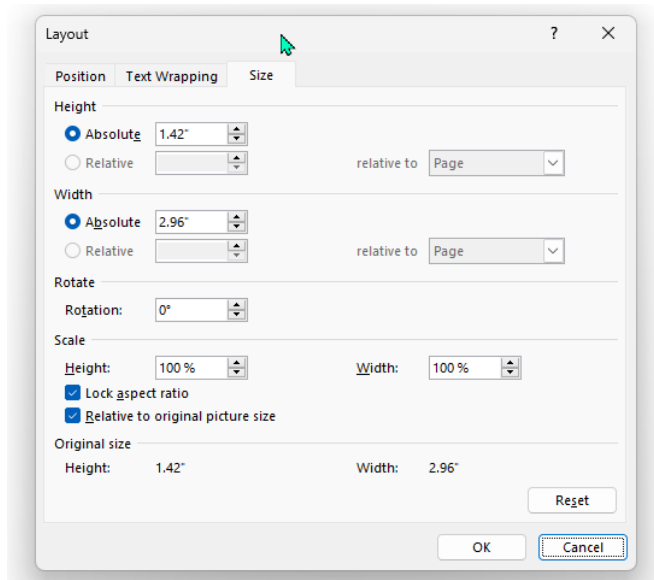 Layout ?
Position Text Wrapping Size
Height
Absolute 1.42"
Relative relative to Page
Width
Absolute 2.96"
Relative relative to Page
Rotate
Rotation: 0°
Scale
Height: 100 % Width: 100 %
Lock aspect ratio
Relative to original picture size
Original size
Height: 1.42" Width: 2.96"
Reset
OK Cancel